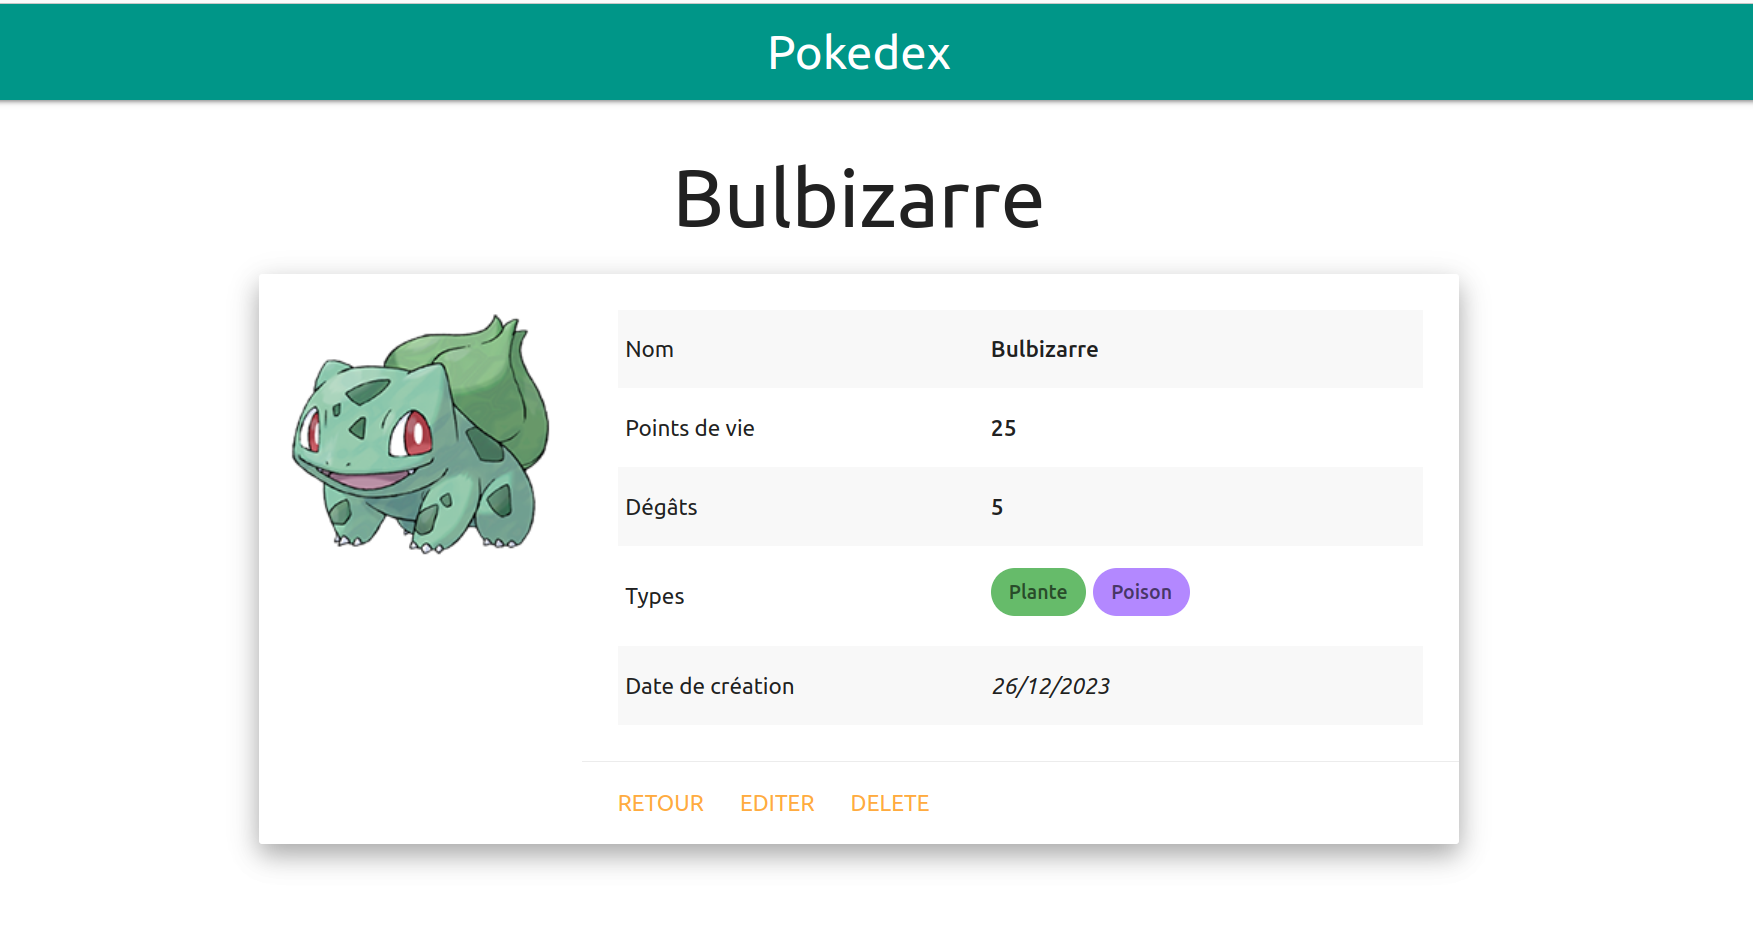 Pokedex
Bulbizarre
Nom Bulbizarre
Points de vie 25
Dégâts 5
Types Plante Poison
Date de création 26/12/2023
RETOUR EDITER DELETE